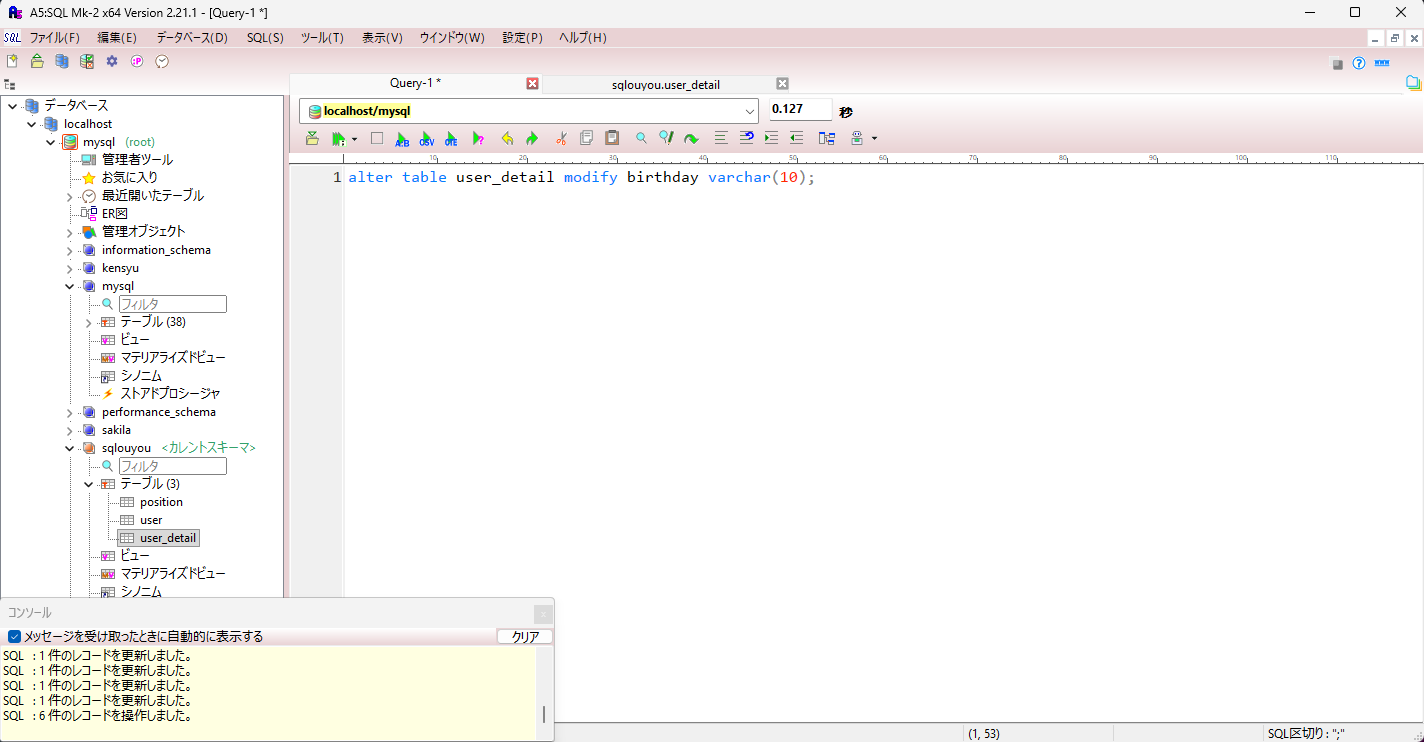 A5:SQL Mk-2 x64 Version 2.21.1 - [Query-1 *]
SQL ファイル(F) 編集(E) データベース(D) SQL(S) ツール(T) 表示(V) ウインドウ(W) 設定(P) ヘルプ(H)
Query-1 * sqlouyou.user_detail
localhost/mysql 0.127 秒
データベース
localhost
mysql (root)
管理者ツール
お気に入り
最近開いたテーブル
ER図
管理オブジェクト
information_schema
kensyu
mysql
フィルタ
テーブル (38)
ビュー
マテリアライズドビュー
シノニム
ストアドプロシージャ
performance_schema
sakila
sqlouyou <カレントスキーマ>
フィルタ
テーブル (3)
position
user
user_detail
ビュー
マテリアライズドビュー
シノニム
A..B CSV OTE
10 20 30 40 50 60 70 80 90 100 110
1 alter table user_detail modify birthday varchar(10);
コンソール
メッセージを受け取ったときに自動的に表示する クリア
SQL : 1 件のレコードを更新しました。
SQL : 1 件のレコードを更新しました。
SQL : 1 件のレコードを更新しました。
SQL : 1 件のレコードを更新しました。
SQL : 6 件のレコードを操作しました。
(1, 53) SQL区切り : ";"